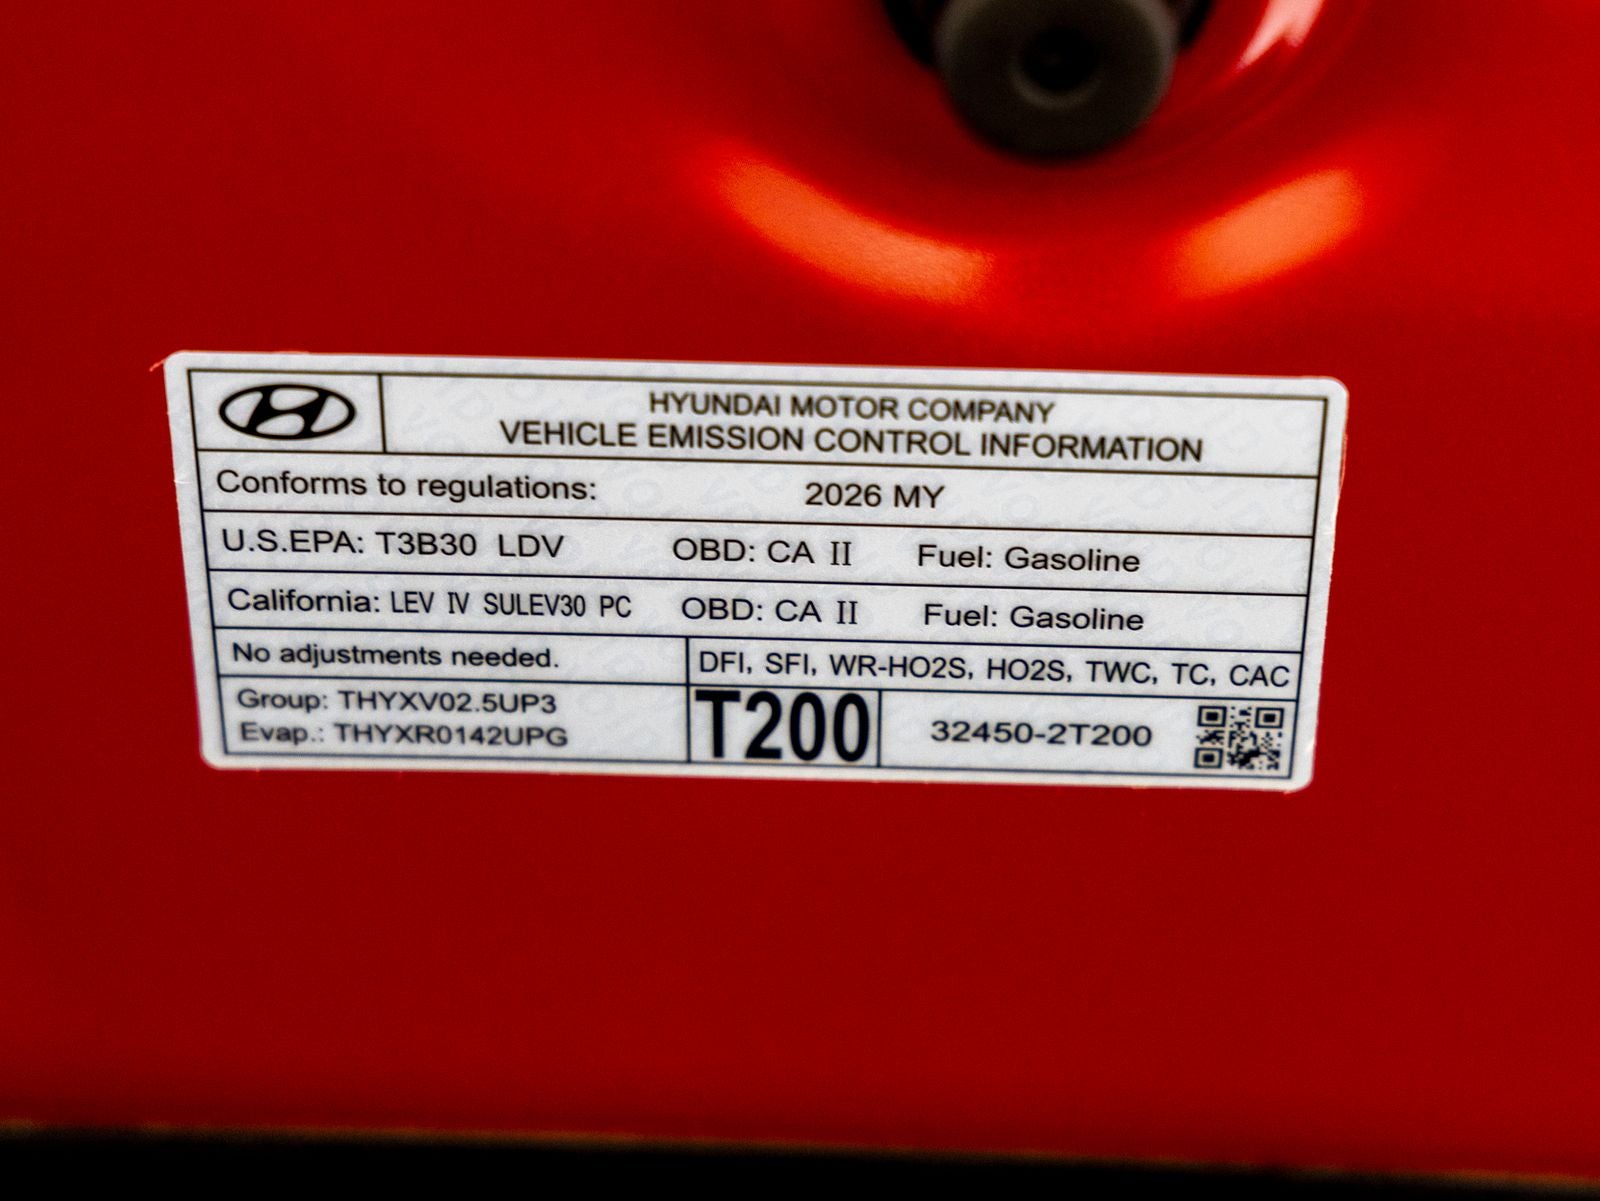 HYUNDAI MOTOR COMPANY
VEHICLE EMISSION CONTROL INFORMATION
Conforms to regulations: 2026 MY
U.S.EPA: T3B30 LDV OBD: CA II Fuel: Gasoline
California: LEV IV SULEV30 PC OBD: CA II Fuel: Gasoline
No adjustments needed. DFI, SFI, WR-HO2S, HO2S, TWC, TC, CAC
Group: THYXV02.5UP3
Evap.: THYXR0142UPG
T200 32450-2T200